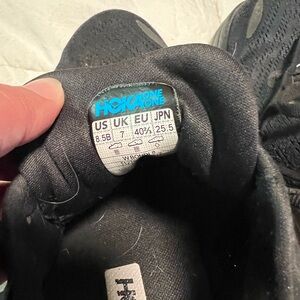 HOKA ONE ONE
US UK EU JPN
8.5B 7 40⅔ 25.5